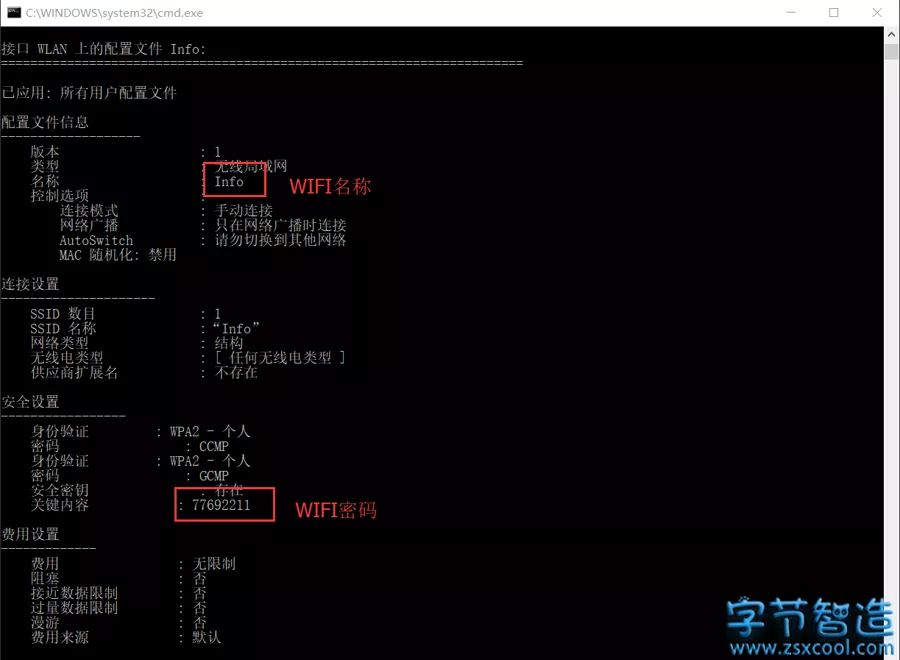 C:\WINDOWS\system32\cmd.exe
接口 WLAN 上的配置文件 Info:
=======================================================================
已应用: 所有用户配置文件
配置文件信息
-------------------
版本 : 1
类型 : 无线局域网
名称 : Info WIFI名称
控制选项 :
连接模式 : 手动连接
网络广播 : 只在网络广播时连接
AutoSwitch : 请勿切换到其他网络
MAC 随机化: 禁用
连接设置
---------------------
SSID 数目 : 1
SSID 名称 :“Info”
网络类型 : 结构
无线电类型 : [ 任何无线电类型 ]
供应商扩展名 : 不存在
安全设置
-----------------
身份验证 : WPA2 - 个人
密码 : CCMP
身份验证 : WPA2 - 个人
密码 : GCMP
安全密钥 : 存在
关键内容 : 77692211 WIFI密码
费用设置
-------------
费用 : 无限制
阻塞 : 否
接近数据限制 : 否
过量数据限制 : 否
漫游 : 否
费用来源 : 默认
字节智造
www.zsxcool.com